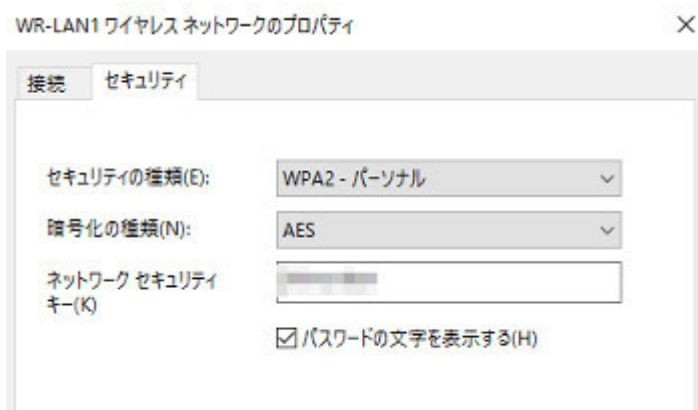 WR-LAN1 ワイヤレス ネットワークのプロパティ
接続
セキュリティ
セキュリティの種類(E):
WPA2 - パーソナル
暗号化の種類(N):
AES
ネットワーク セキュリティ
キー(K)
パスワードの文字を表示する(H)